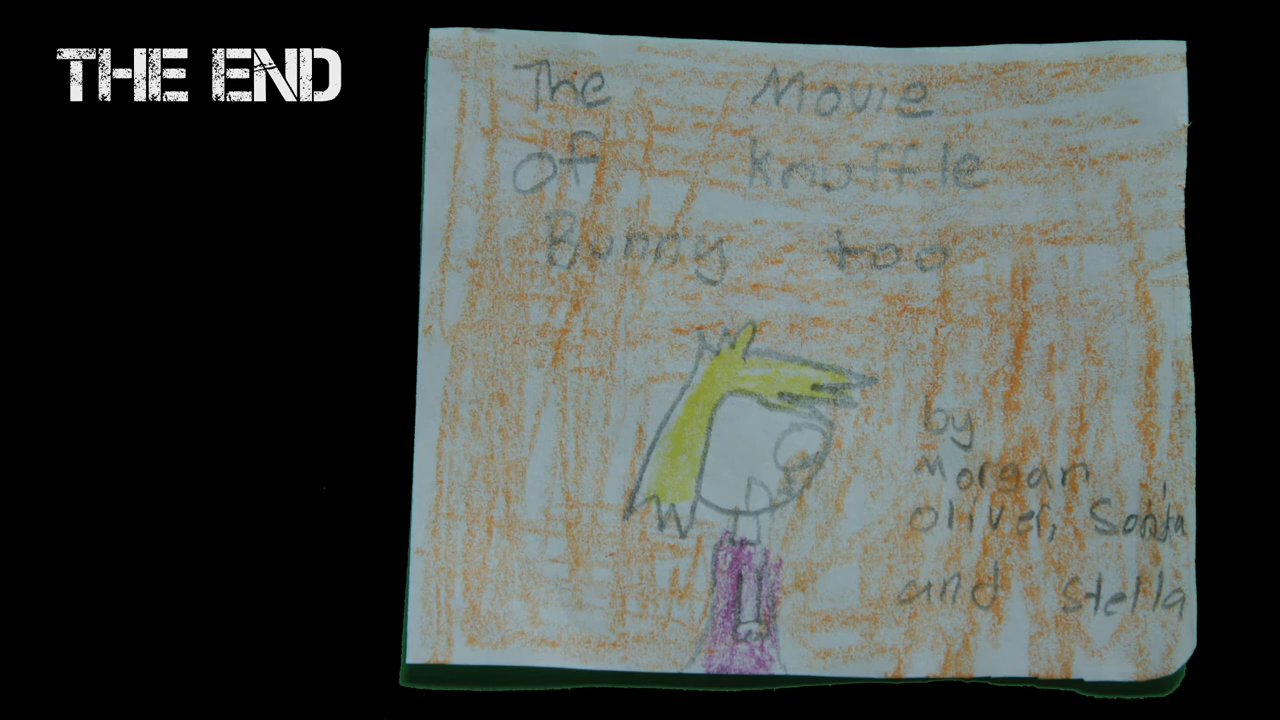 THE END
The Movie
of knuffle
Bunny too
by
Morgan
Oliver, Sonja
and Stella